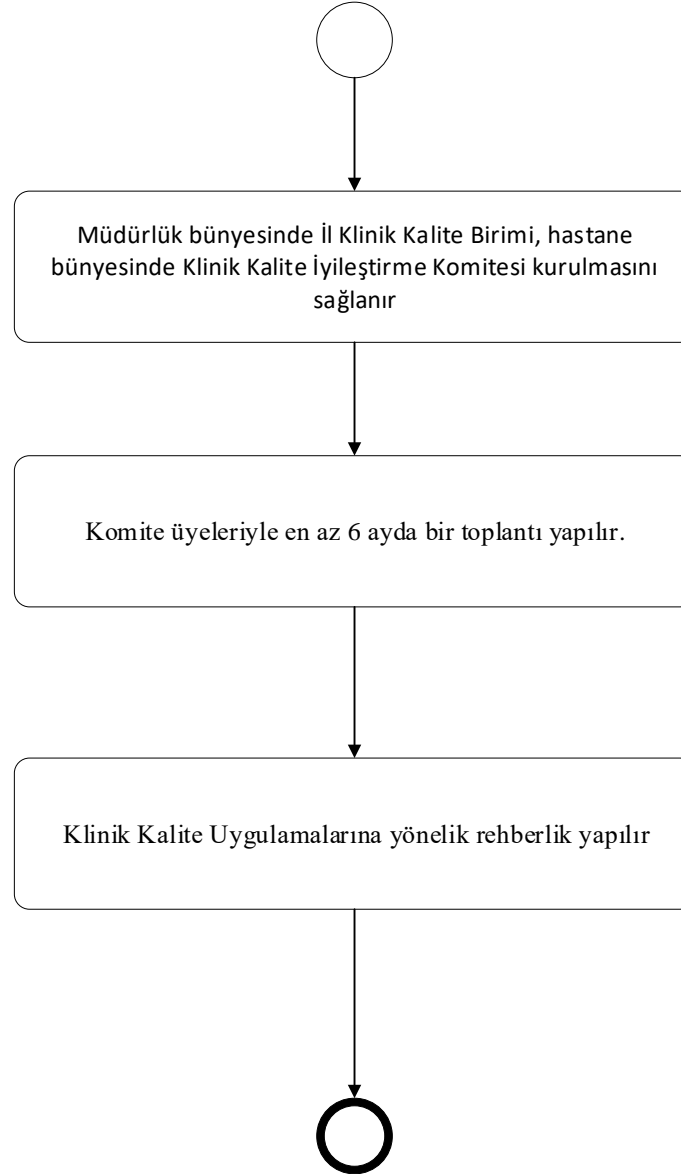 Müdürlük bünyesinde İl Klinik Kalite Birimi, hastane
bünyesinde Klinik Kalite İyileştirme Komitesi kurulmasını
sağlanır
Komite üyeleriyle en az 6 ayda bir toplantı yapılır.
Klinik Kalite Uygulamalarına yönelik rehberlik yapılır